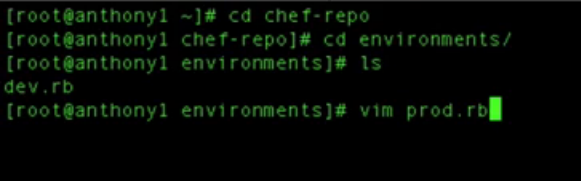 [root@anthony1 ~]# cd chef-repo
[root@anthony1 chef-repo]# cd environments/
[root@anthony1 environments]# ls
dev.rb
[root@anthony1 environments]# vim prod.rb